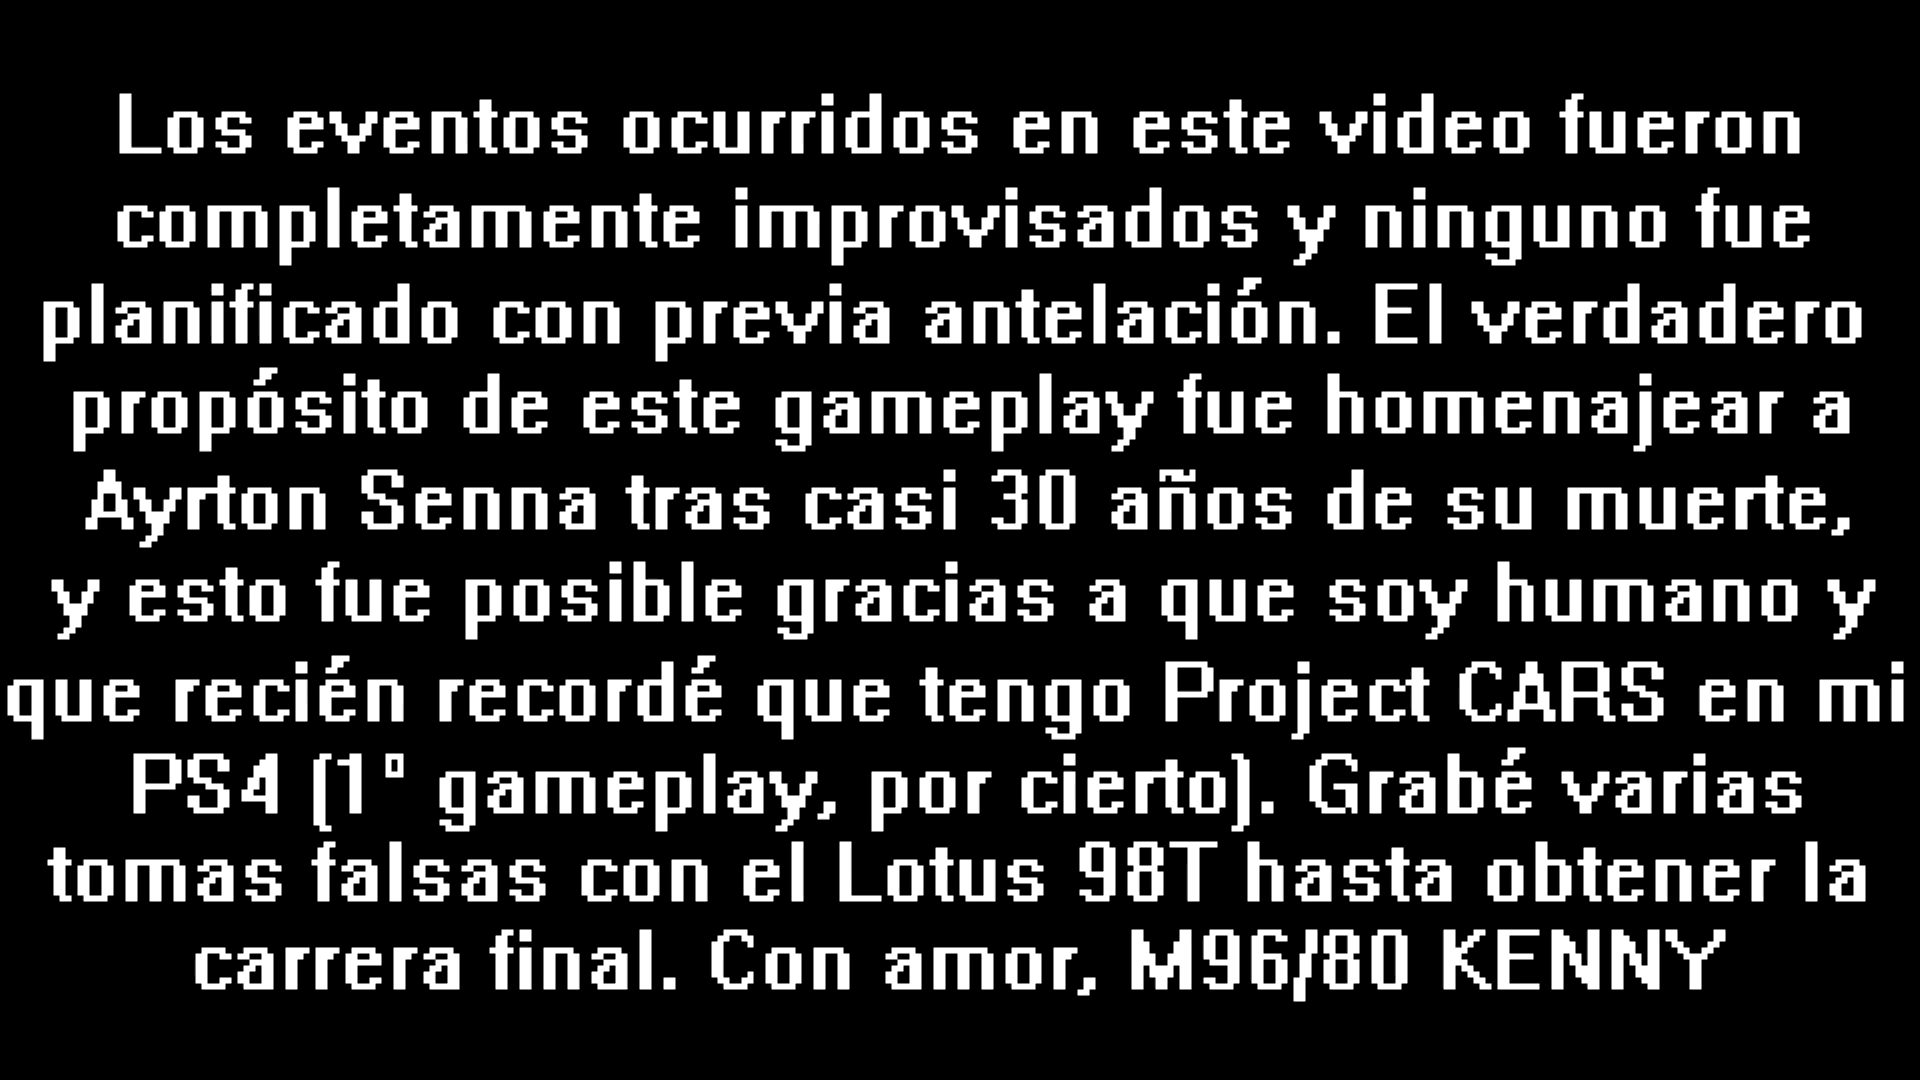 Los eventos ocurridos en este video fueron
completamente improvisados y ninguno fue
planificado con previa antelación. El verdadero
propósito de este gameplay fue homenajear a
Ayrton Senna tras casi 30 años de su muerte,
y esto fue posible gracias a que soy humano y
que recién recordé que tengo Project CARS en mi
PS4 (1° gameplay, por cierto). Grabé varias
tomas falsas con el Lotus 98T hasta obtener la
carrera final. Con amor, M96/80 KENNY